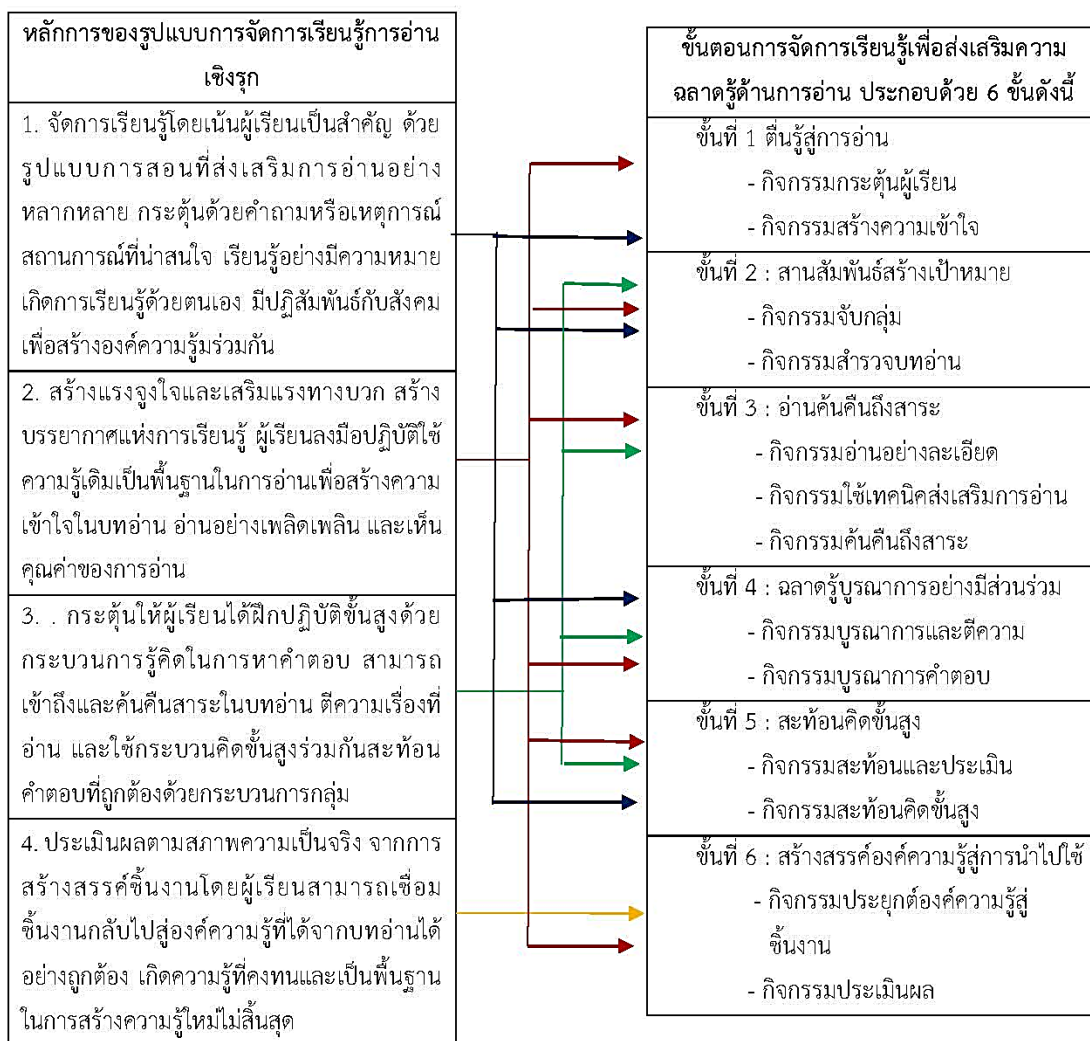 หลักการของรูปแบบการจัดการเรียนรู้การอ่าน
เชิงรุก
1. จัดการเรียนรู้โดยเน้นผู้เรียนเป็นสำคัญ ด้วย
รูปแบบการสอนที่ส่งเสริมการอ่านอย่าง
หลากหลาย กระตุ้นด้วยคำถามหรือเหตุการณ์
สถานการณ์ที่น่าสนใจ เรียนรู้อย่างมีความหมาย
เกิดการเรียนรู้ด้วยตนเอง มีปฏิสัมพันธ์กับสังคม
เพื่อสร้างองค์ความรู้มร่วมกัน
2. สร้างแรงจูงใจและเสริมแรงทางบวก สร้าง
บรรยากาศแห่งการเรียนรู้ ผู้เรียนลงมือปฏิบัติใช้
ความรู้เดิมเป็นพื้นฐานในการอ่านเพื่อสร้างความ
เข้าใจในบทอ่าน อ่านอย่างเพลิดเพลิน และเห็น
คุณค่าของการอ่าน
3. . กระตุ้นให้ผู้เรียนได้ฝึกปฏิบัติขั้นสูงด้วย
กระบวนการรู้คิดในการหาคำตอบ สามารถ
เข้าถึงและค้นคืนสาระในบทอ่าน ตีความเรื่องที่
อ่าน และใช้กระบวนคิดขั้นสูงร่วมกันสะท้อน
คำตอบที่ถูกต้องด้วยกระบวนการกลุ่ม
4. ประเมินผลตามสภาพความเป็นจริง จากการ
สร้างสรรค์ชิ้นงานโดยผู้เรียนสามารถเชื่อม
ชิ้นงานกลับไปสู่องค์ความรู้ที่ได้จากบทอ่านได้
อย่างถูกต้อง เกิดความรู้ที่คงทนและเป็นพื้นฐาน
ในการสร้างความรู้ใหม่ไม่สิ้นสุด
ขั้นตอนการจัดการเรียนรู้เพื่อส่งเสริมความ
ฉลาดรู้ด้านการอ่าน ประกอบด้วย 6 ขั้นดังนี้
ขั้นที่ 1 ตื่นรู้สู่การอ่าน
- กิจกรรมกระตุ้นผู้เรียน
- กิจกรรมสร้างความเข้าใจ
ขั้นที่ 2 : สานสัมพันธ์สร้างเป้าหมาย
- กิจกรรมจับกลุ่ม
- กิจกรรมสำรวจบทอ่าน
ขั้นที่ 3 : อ่านค้นคืนถึงสาระ
- กิจกรรมอ่านอย่างละเอียด
- กิจกรรมใช้เทคนิคส่งเสริมการอ่าน
- กิจกรรมค้นคืนถึงสาระ
ขั้นที่ 4 : ฉลาดรู้บูรณาการอย่างมีส่วนร่วม
- กิจกรรมบูรณาการและตีความ
- กิจกรรมบูรณาการคำตอบ
ขั้นที่ 5 : สะท้อนคิดขั้นสูง
- กิจกรรมสะท้อนและประเมิน
- กิจกรรมสะท้อนคิดขั้นสูง
ขั้นที่ 6 : สร้างสรรค์องค์ความรู้สู่การนำไปใช้
- กิจกรรมประยุกต์องค์ความรู้สู่
ชิ้นงาน
- กิจกรรมประเมินผล